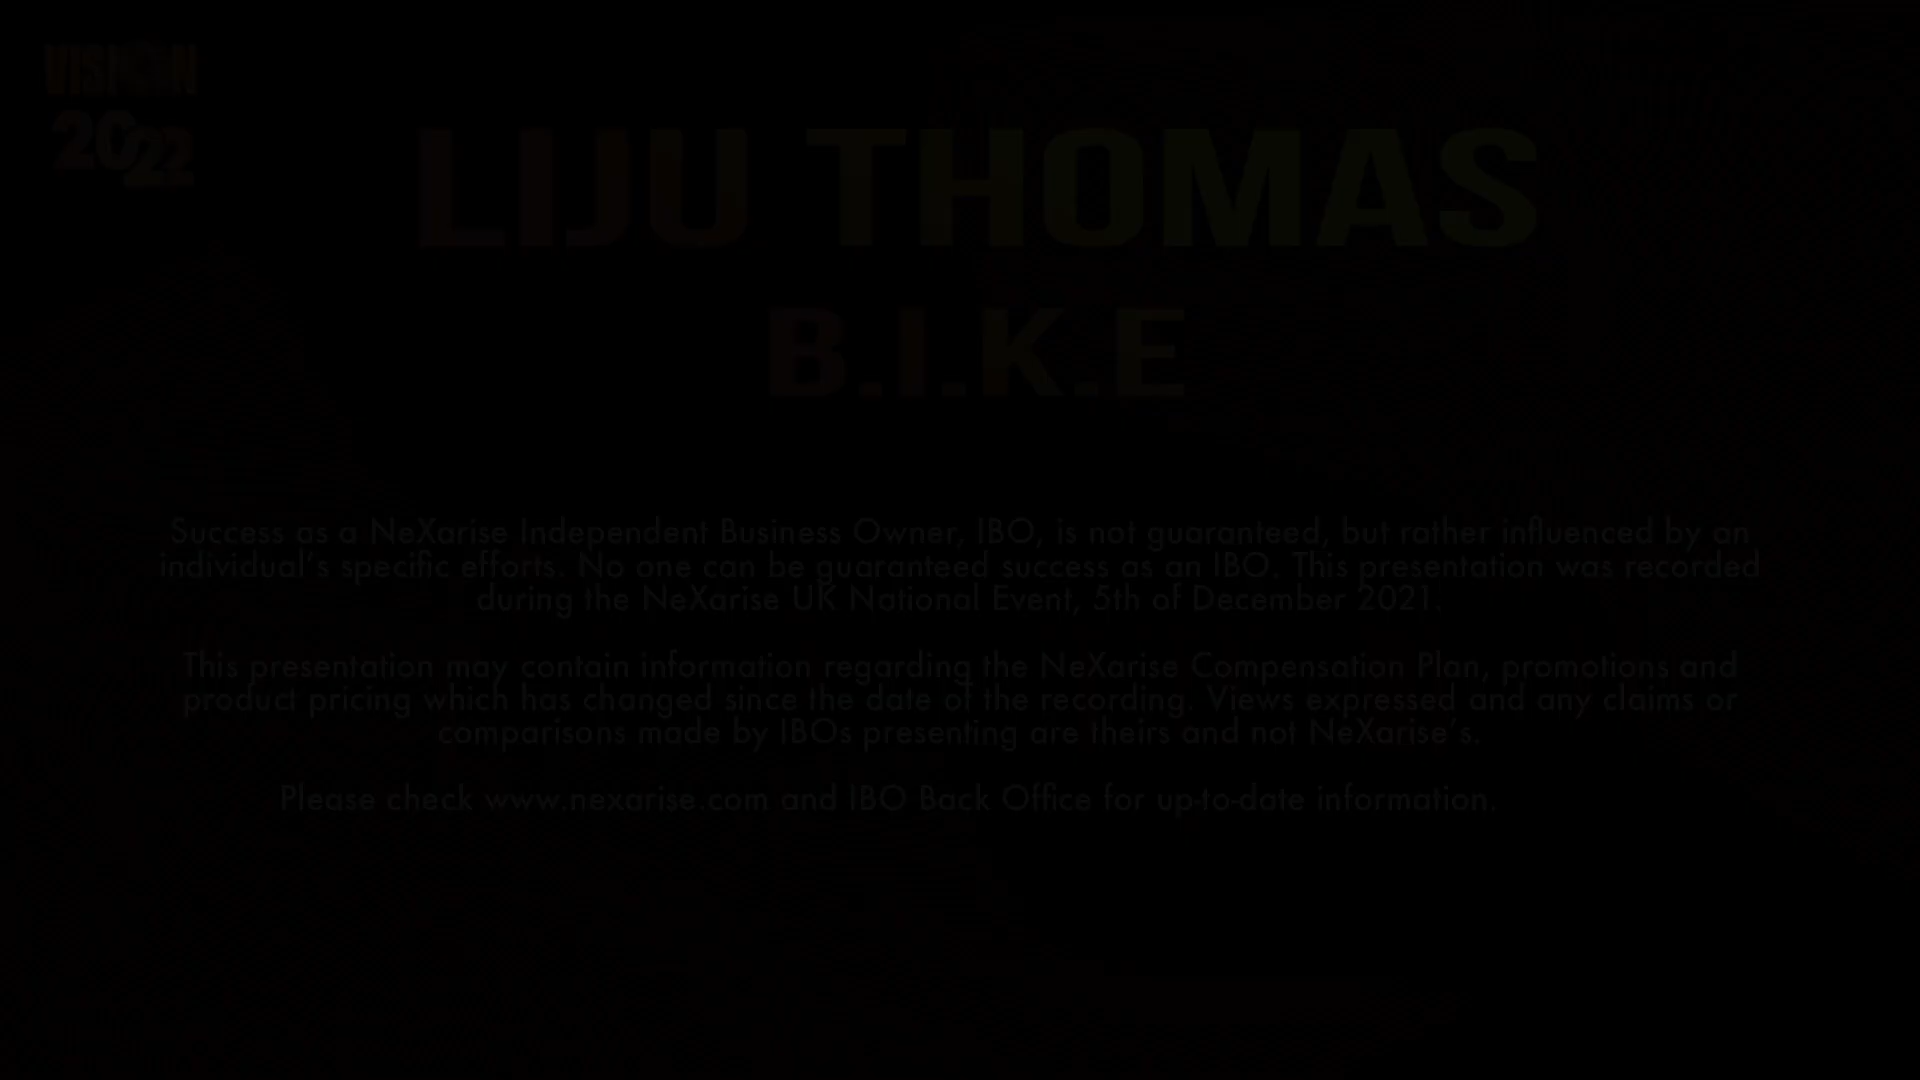 VISION
2022
LIJU THOMAS
B.I.K.E
Success as a NeXarise Independent Business Owner, IBO, is not guaranteed, but rather influenced by an
individual's specific efforts. No one can be guaranteed success as an IBO. This presentation was recorded
during the NeXarise UK National Event, 5th of December 2021.
This presentation may contain information regarding the NeXarise Compensation Plan, promotions and
product pricing which has changed since the date of the recording. Views expressed and any claims or
comparisons made by IBOs presenting are theirs and not NeXarise's.
Please check www.nexarise.com and IBO Back Office for up-to-date information.